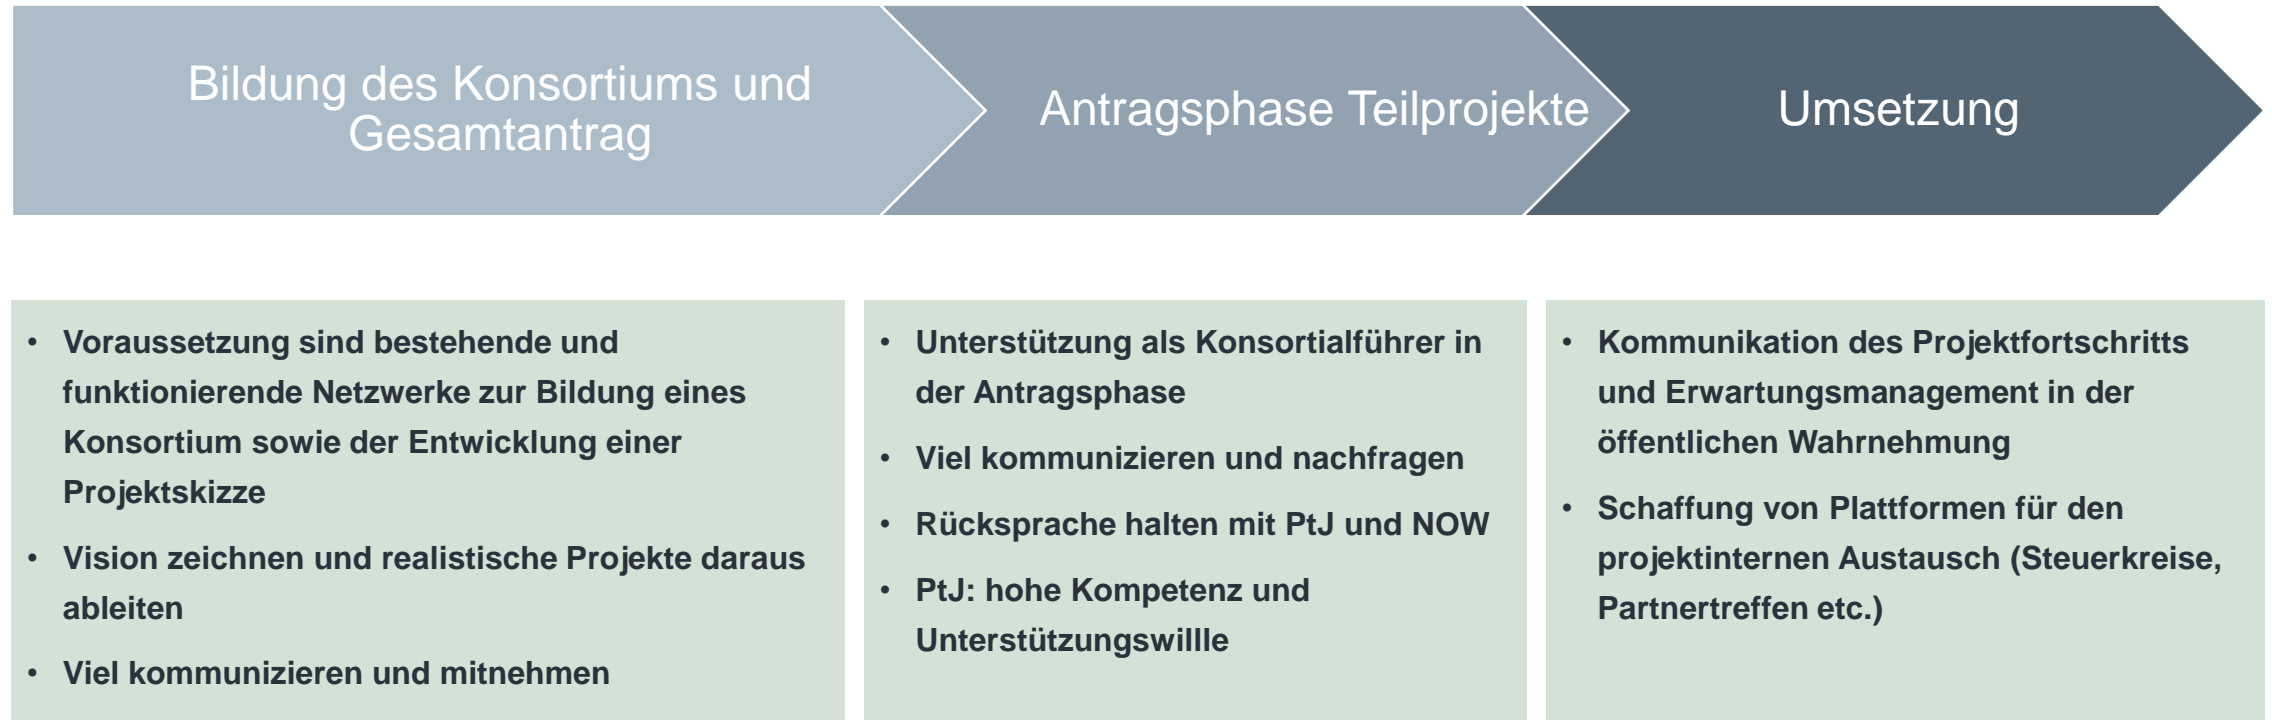 Bildung des Konsortiums und
Gesamtantrag
Antragsphase Teilprojekte
Umsetzung
• Voraussetzung sind bestehende und
funktionierende Netzwerke zur Bildung eines
Konsortium sowie der Entwicklung einer
Projektskizze
• Vision zeichnen und realistische Projekte daraus
ableiten
• Viel kommunizieren und mitnehmen
• Unterstützung als Konsortialführer in
der Antragsphase
• Viel kommunizieren und nachfragen
• Rücksprache halten mit PtJ und NOW
• PtJ: hohe Kompetenz und
Unterstützungswillle
• Kommunikation des Projektfortschritts
und Erwartungsmanagement in der
öffentlichen Wahrnehmung
• Schaffung von Plattformen für den
projektinternen Austausch (Steuerkreise,
Partnertreffen etc.)